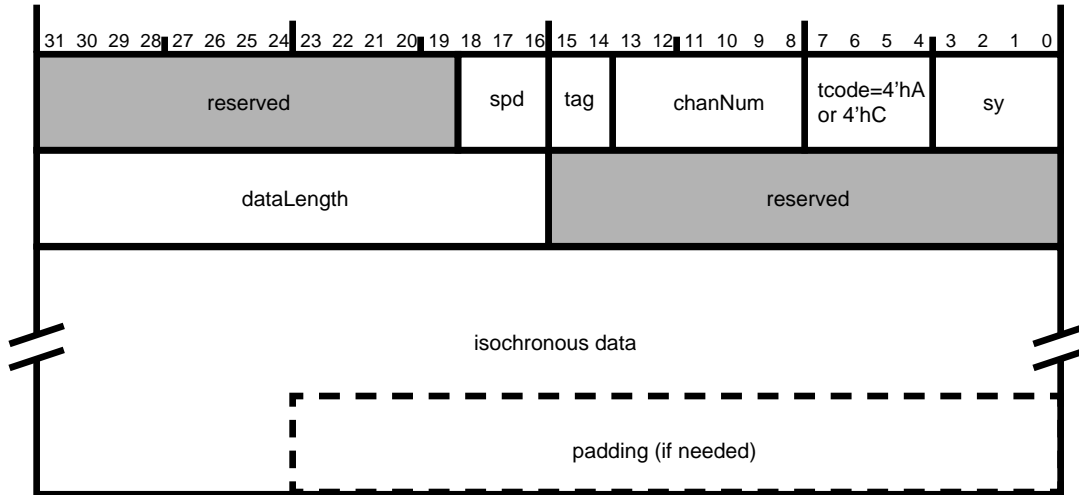 31 30 29 28 27 26 25 24 23 22 21 20 19 18 17 16 15 14 13 12 11 10 9 8 7 6 5 4 3 2 1 0
reserved spd tag chanNum tcode=4'hA sy
or 4'hC
dataLength reserved
isochronous data
padding (if needed)